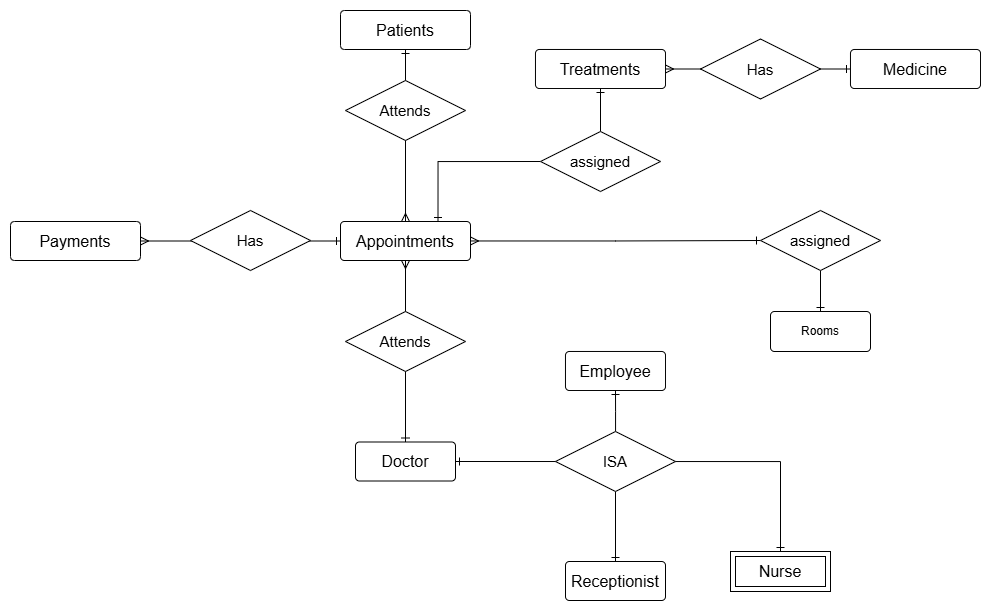 Patients
Treatments
Has
Medicine
Attends
assigned
Payments
Has
Appointments
assigned
Rooms
Attends
Employee
Doctor
ISA
Receptionist
Nurse